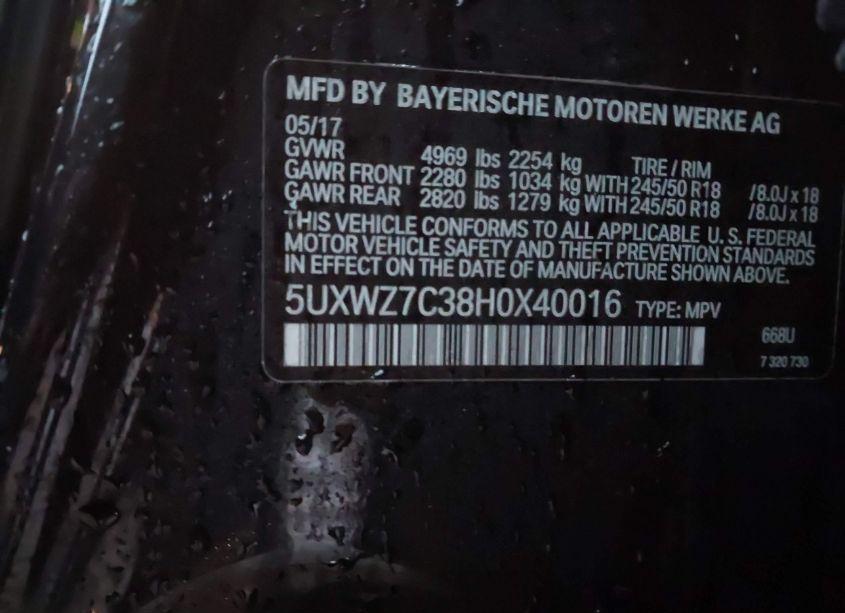 MFD BY BAYERISCHE MOTOREN WERKE AG
05/17
GVWR 4969 lbs 2254 kg TIRE / RIM
GAWR FRONT 2280 lbs 1034 kg WITH 245/50 R18 /8.0J x 18
GAWR REAR 2820 lbs 1279 kg WITH 245/50 R18 /8.0J x 18
THIS VEHICLE CONFORMS TO ALL APPLICABLE U.S. FEDERAL
MOTOR VEHICLE SAFETY AND THEFT PREVENTION STANDARDS
IN EFFECT ON THE DATE OF MANUFACTURE SHOWN ABOVE.
5UXWZ7C38H0X40016 TYPE: MPV
668U
7 320 730